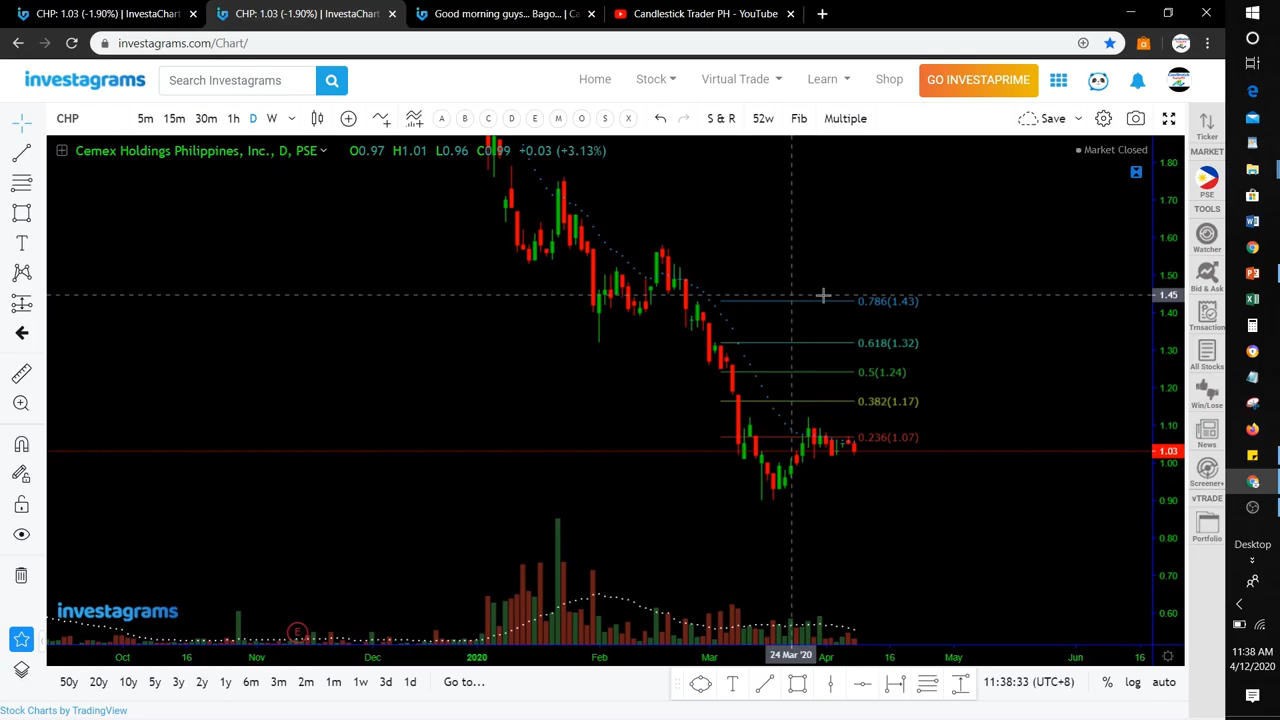 CHP: 1.03 (-1.90%) | InvestaChart
CHP: 1.03 (-1.90%) | InvestaChart
Good morning guys... Bago... | Ca
Candlestick Trader PH - YouTube
investagrams.com/Chart/
investagrams
Search Investagrams
Home
Stock
Virtual Trade
Learn
Shop
GO INVESTAPRIME
CHP
5m 15m 30m 1h D W
A B C D E M O S X
S & R 52w Fib Multiple
Save
Cemex Holdings Philippines, Inc., D, PSE
O0.97 H1.01 L0.96 C0.99 +0.03 (+3.13%)
Market Closed
1.80
1.70
1.60
1.50
1.45
1.40
1.30
1.20
1.10
1.03
1.00
0.90
0.80
0.70
0.60
0.786(1.43)
0.618(1.32)
0.5(1.24)
0.382(1.17)
0.236(1.07)
investagrams
E
Oct 16 Nov Dec 2020 Feb Mar 24 Mar '20 Apr 16 May Jun 16
50y 20y 10y 5y 3y 2y 1y 6m 3m 2m 1m 1w 3d 1d Go to...
11:38:33 (UTC+8) % log auto
Stock Charts by TradingView
Ticker
MARKET
PSE
TOOLS
Watcher
Bid & Ask
Trnsaction
All Stocks
Win/Lose
News
Screener+
vTRADE
Portfolio
Desktop
11:38 AM
4/12/2020